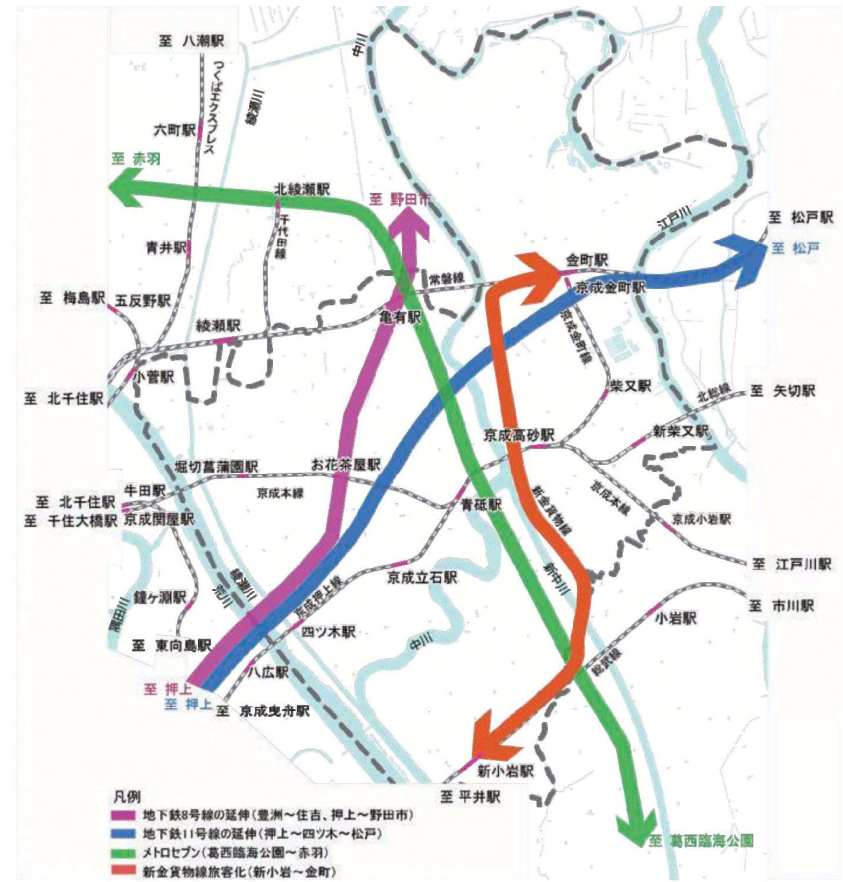 至 八潮駅
つくばエクスプレス
綾瀬川
中川
六町駅
至 赤羽
北綾瀬駅
至 野田市
江戸川
至 松戸駅
青井駅
千代田線
金町駅
至 松戸
至 梅島駅
五反野駅
常磐線
京成金町駅
綾瀬駅
亀有駅
京成金町線
小菅駅
柴又駅
北総線
至 矢切駅
至 北千住駅
京成高砂駅
新柴又駅
堀切菖蒲園駅
お花茶屋駅
牛田駅
京成本線
新金貨物線
京成本線
至 北千住駅
青砥駅
至 千住大橋駅
京成関屋駅
京成小岩駅
綾瀬川
荒川
京成押上線
京成立石駅
新中川
至 江戸川駅
鐘ヶ淵駅
隅田川
四ツ木駅
小岩駅
至 市川駅
至 東向島駅
中川
総武線
八広駅
至 押上
至 押上
至 京成曳舟駅
新小岩駅
至 平井駅
至 葛西臨海公園
凡例
地下鉄8号線の延伸(豊洲~住吉、押上~野田市)
地下鉄11号線の延伸(押上~四ツ木~松戸)
メトロセブン(葛西臨海公園~赤羽)
新金貨物線旅客化(新小岩~金町)